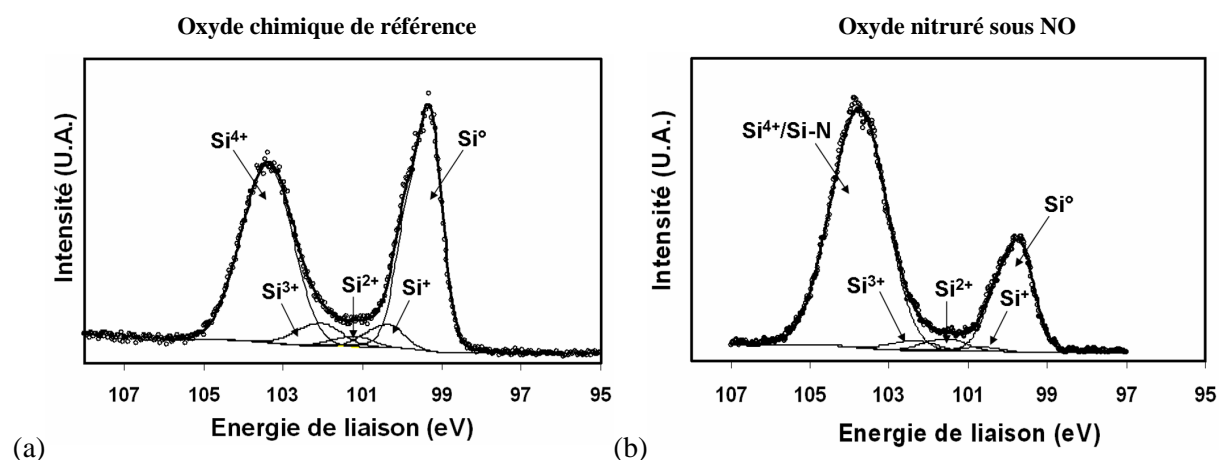 Oxyde chimique de référence
Oxyde nitruré sous NO
Intensité (U.A.)
Si⁴⁺
Si°
Si³⁺
Si²⁺
Si⁺
107 105 103 101 99 97 95
Energie de liaison (eV)
(a)
Intensité (U.A.)
Si⁴⁺/Si-N
Si°
Si³⁺
Si²⁺
Si⁺
107 105 103 101 99 97 95
Energie de liaison (eV)
(b)